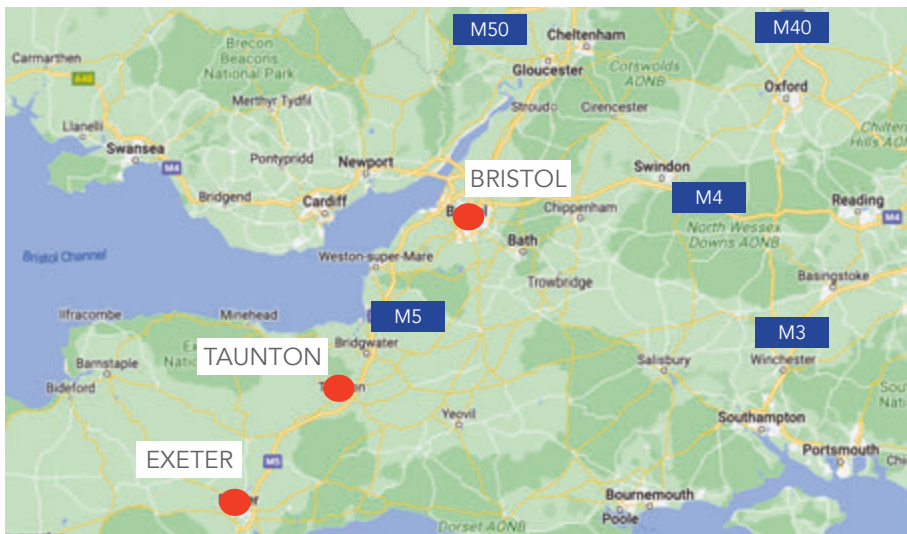 M50
Cheltenham
M40
Carmarthen
Brecon
Beacons
National Park
Gloucester
Cotswolds
AONB
A48
Oxford
Merthyr Tydfil
Stroud
Cirencester
Llanelli
Swansea
M4
Pontypridd
Newport
Swindon
BRISTOL
Bridgend
Cardiff
Chippenham
M4
Reading
M4
North Wessex
Downs AONB
Bath
Bristol Channel
Weston-super-Mare
Trowbridge
Basingstoke
Ilfracombe
Minehead
M5
M3
Bridgwater
TAUNTON
Barnstaple
Salisbury
Winchester
Bideford
Yeovil
Southampton
Portsmouth
EXETER
M5
Bournemouth
Poole
Dorset AONB